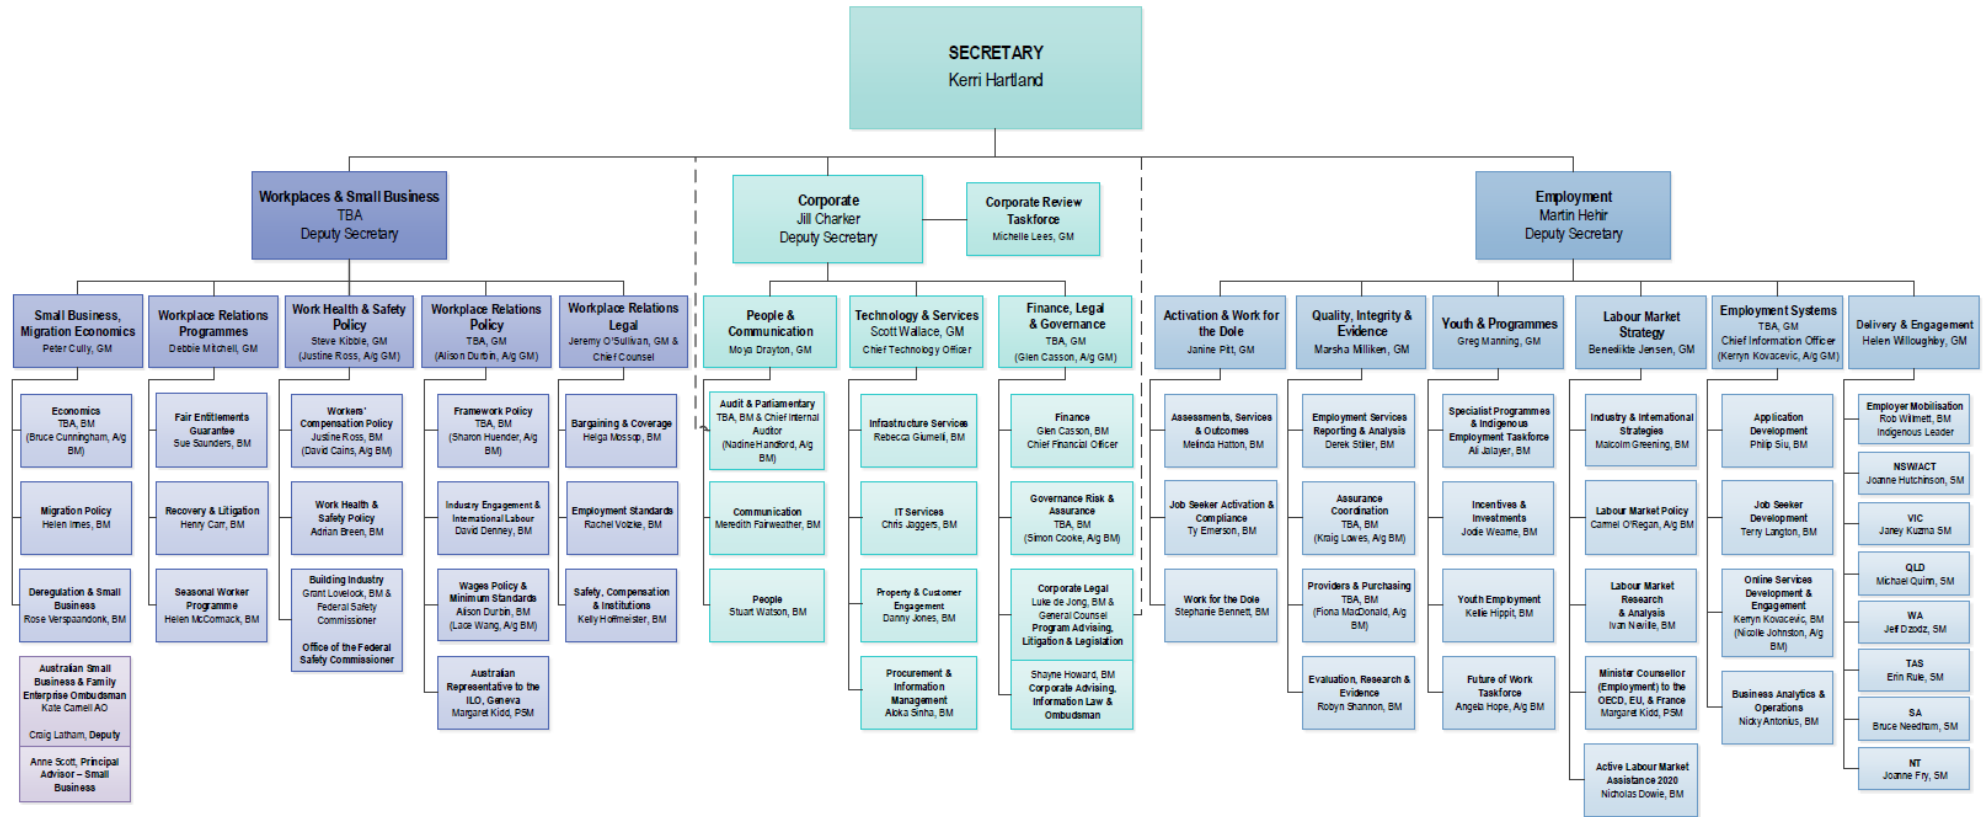 SECRETARY
Kerri Hartland
Workplaces & Small Business
TBA
Deputy Secretary
Corporate
Jill Charker
Deputy Secretary
Corporate Review
Taskforce
Michelle Lees, GM
Employment
Martin Hehir
Deputy Secretary
Small Business,
Migration Economics
Peter Cully, GM
Workplace Relations
Programmes
Debbie Mitchell, GM
Work Health & Safety
Policy
Steve Kibble, GM
(Justine Ross, A/g GM)
Workplace Relations
Policy
TBA, GM
(Alison Durbin, A/g GM)
Workplace Relations
Legal
Jeremy O'Sullivan, GM &
Chief Counsel
People &
Communication
Moya Drayton, GM
Technology & Services
Scott Wallace, GM
Chief Technology Officer
Finance, Legal
& Governance
TBA, GM
(Glen Casson, A/g GM)
Activation & Work for
the Dole
Janine Pitt, GM
Quality, Integrity &
Evidence
Marsha Milliken, GM
Youth & Programmes
Greg Manning, GM
Labour Market
Strategy
Benedikte Jensen, GM
Employment Systems
TBA, GM
Chief Information Officer
(Kerryn Kovacevic, A/g GM)
Delivery & Engagement
Helen Willoughby, GM
Economics
TBA, BM
(Bruce Cunningham, A/g
BM)
Migration Policy
Helen Innes, BM
Deregulation & Small
Business
Rose Verspaandonk, BM
Australian Small
Business & Family
Enterprise Ombudsman
Kate Carnell AO
Craig Latham, Deputy
Anne Scott, Principal
Advisor – Small
Business
Fair Entitlements
Guarantee
Sue Saunders, BM
Recovery & Litigation
Henry Carr, BM
Seasonal Worker
Programme
Helen McCormack, BM
Workers'
Compensation Policy
Justine Ross, BM
(David Cains, A/g BM)
Work Health &
Safety Policy
Adrian Breen, BM
Building Industry
Grant Lovelock, BM &
Federal Safety
Commissioner
Office of the Federal
Safety Commissioner
Framework Policy
TBA, BM
(Sharon Huender, A/g
BM)
Industry Engagement &
International Labour
David Denney, BM
Wages Policy &
Minimum Standards
Alison Durbin, BM
(Lace Wang, A/g BM)
Australian
Representative to the
ILO, Geneva
Margaret Kidd, PSM
Bargaining & Coverage
Helga Mossop, BM
Employment Standards
Rachel Volzke, BM
Safety, Compensation
& Institutions
Kelly Hoffmeister, BM
Audit & Parliamentary
TBA, BM & Chief Internal
Auditor
(Nadine Handford, A/g
BM)
Communication
Meredith Fairweather, BM
People
Stuart Watson, BM
Infrastructure Services
Rebecca Giumelli, BM
IT Services
Chris Jaggers, BM
Property & Customer
Engagement
Danny Jones, BM
Procurement &
Information
Management
Aloka Sinha, BM
Finance
Glen Casson, BM
Chief Financial Officer
Governance Risk &
Assurance
TBA, BM
(Simon Cooke, A/g BM)
Corporate Legal
Luke de Jong, BM &
General Counsel
Program Advising,
Litigation & Legislation
Shayne Howard, BM
Corporate Advising,
Information Law &
Ombudsman
Assessments, Services
& Outcomes
Melinda Hatton, BM
Job Seeker Activation &
Compliance
Ty Emerson, BM
Work for the Dole
Stephanie Bennett, BM
Employment Services
Reporting & Analysis
Derek Stiller, BM
Assurance
Coordination
TBA, BM
(Kraig Lowes, A/g BM)
Providers & Purchasing
TBA, BM
(Fiona MacDonald, A/g
BM)
Evaluation, Research &
Evidence
Robyn Shannon, BM
Specialist Programmes
& Indigenous
Employment Taskforce
Ali Jalayer, BM
Incentives &
Investments
Jodie Wearne, BM
Youth Employment
Kellie Hippit, BM
Future of Work
Taskforce
Angela Hope, A/g BM
Industry & International
Strategies
Malcolm Greening, BM
Labour Market Policy
Carmel O'Regan, A/g BM
Labour Market
Research
& Analysis
Ivan Neville, BM
Minister Counsellor
(Employment) to the
OECD, EU, & France
Margaret Kidd, PSM
Active Labour Market
Assistance 2020
Nicholas Dowie, BM
Application
Development
Philip Siu, BM
Job Seeker
Development
Terry Langton, BM
Online Services
Development &
Engagement
Kerryn Kovacevic, BM
(Nicolle Johnston, A/g
BM)
Business Analytics &
Operations
Nicky Antonius, BM
Employer Mobilisation
Rob Willmett, BM
Indigenous Leader
NSW/ACT
Joanne Hutchinson, SM
VIC
Janey Kuzma SM
QLD
Michael Quinn, SM
WA
Jeff Dzodz, SM
TAS
Erin Rule, SM
SA
Bruce Needham, SM
NT
Joanne Fry, SM